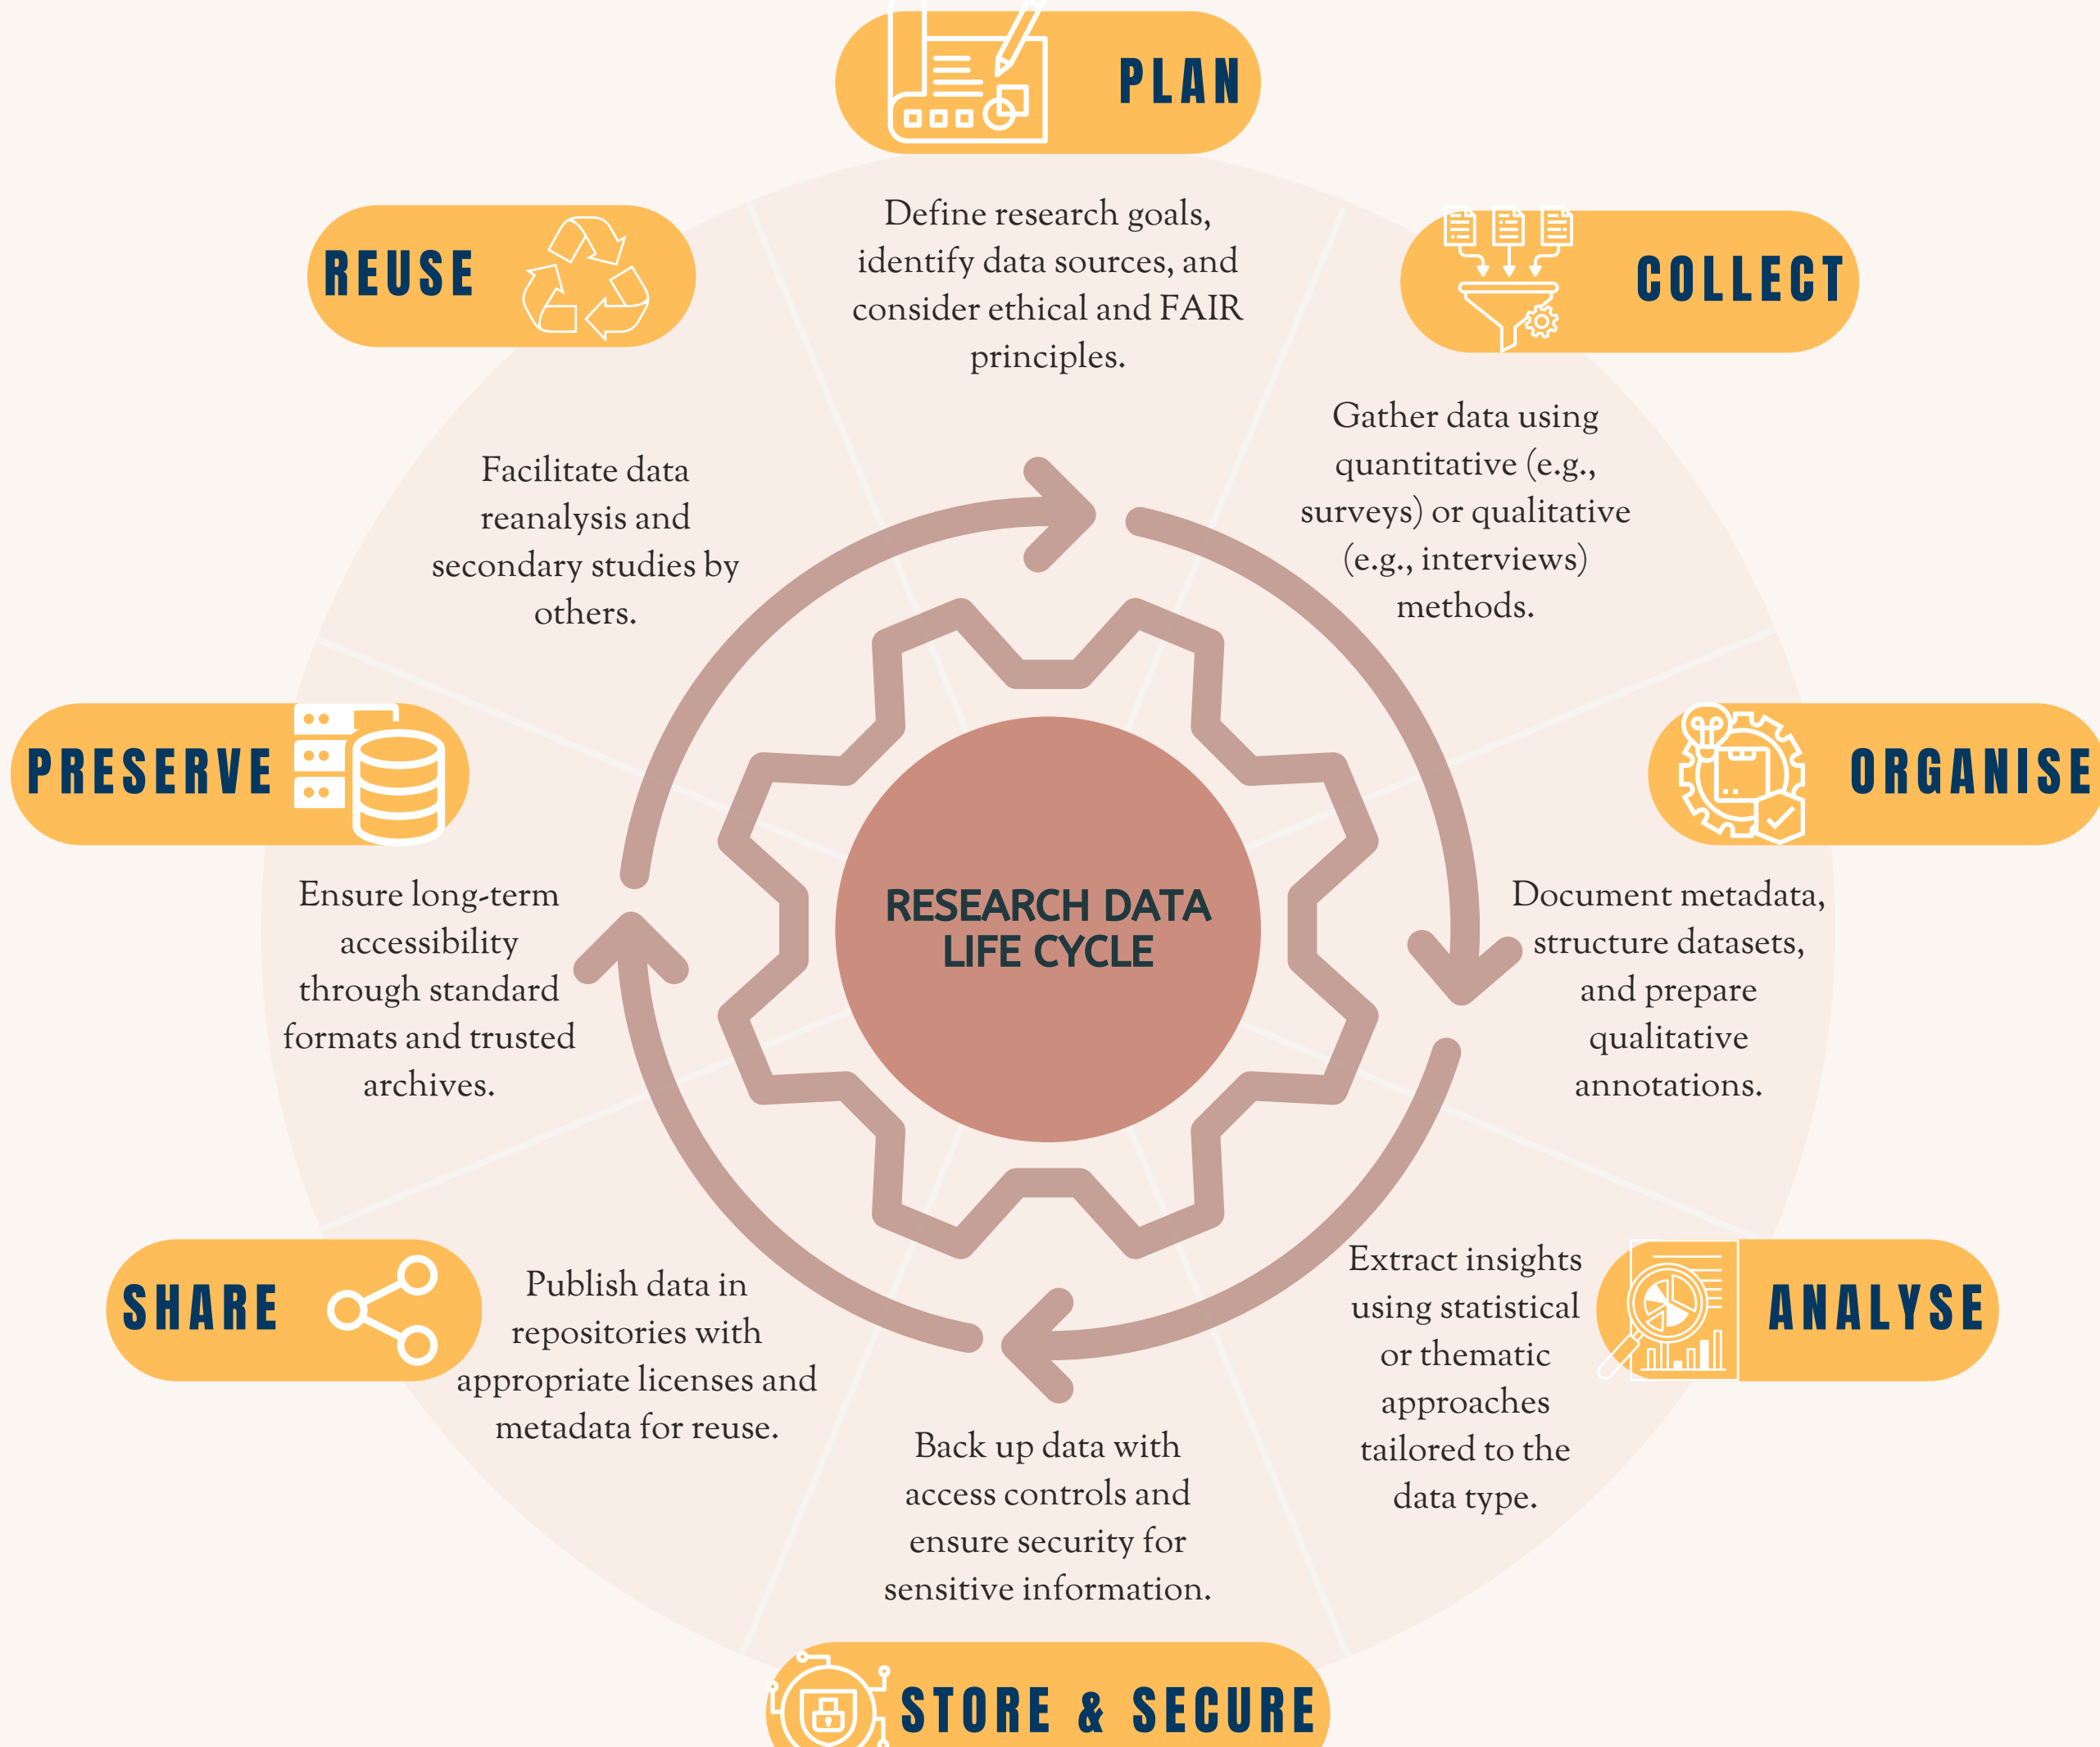 PLAN
Define research goals,
identify data sources, and
consider ethical and FAIR
principles.
COLLECT
Gather data using
quantitative (e.g.,
surveys) or qualitative
(e.g., interviews)
methods.
ORGANISE
Document metadata,
structure datasets,
and prepare
qualitative
annotations.
ANALYSE
Extract insights
using statistical
or thematic
approaches
tailored to the
data type.
STORE & SECURE
Back up data with
access controls and
ensure security for
sensitive information.
SHARE
Publish data in
repositories with
appropriate licenses and
metadata for reuse.
PRESERVE
Ensure long-term
accessibility
through standard
formats and trusted
archives.
REUSE
Facilitate data
reanalysis and
secondary studies by
others.
RESEARCH DATA
LIFE CYCLE